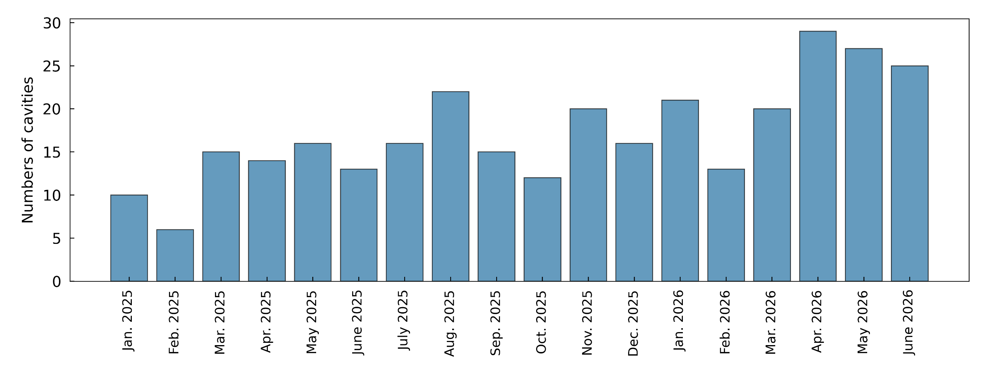 30
25
20
15
10
5
0
Numbers of cavities
Jan. 2025
Feb. 2025
Mar. 2025
Apr. 2025
May 2025
June 2025
July 2025
Aug. 2025
Sep. 2025
Oct. 2025
Nov. 2025
Dec. 2025
Jan. 2026
Feb. 2026
Mar. 2026
Apr. 2026
May 2026
June 2026